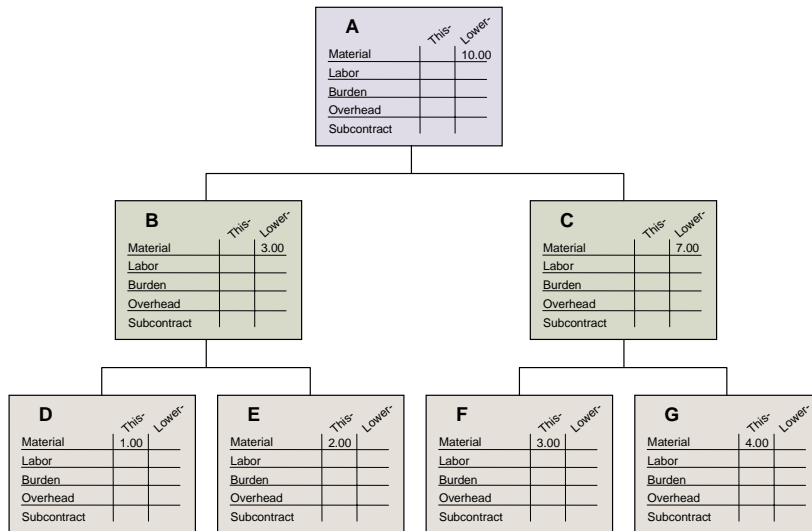 A This- Lower-
Material 10.00
Labor
Burden
Overhead
Subcontract
B This- Lower-
Material 3.00
Labor
Burden
Overhead
Subcontract
C This- Lower-
Material 7.00
Labor
Burden
Overhead
Subcontract
D This- Lower-
Material 1.00
Labor
Burden
Overhead
Subcontract
E This- Lower-
Material 2.00
Labor
Burden
Overhead
Subcontract
F This- Lower-
Material 3.00
Labor
Burden
Overhead
Subcontract
G This- Lower-
Material 4.00
Labor
Burden
Overhead
Subcontract